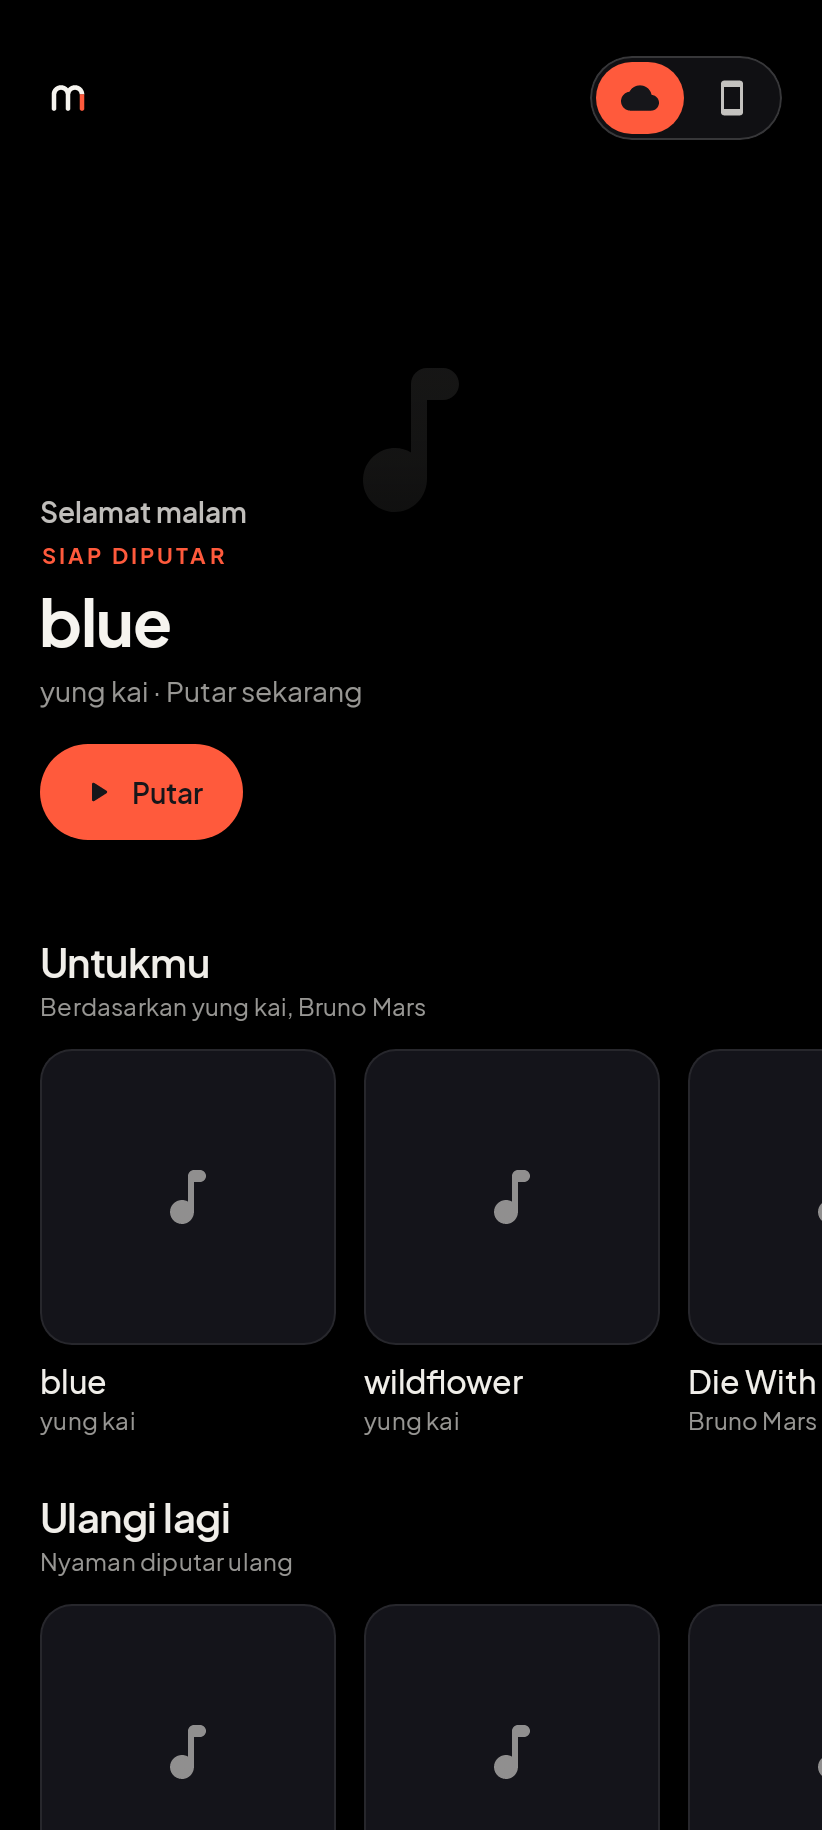 m
Selamat malam
SIAP DIPUTAR
blue
yung kai · Putar sekarang
Putar
Untukmu
Berdasarkan yung kai, Bruno Mars
blue
wildflower
Die With
yung kai
yung kai
Bruno Mars
Ulangi lagi
Nyaman diputar ulang